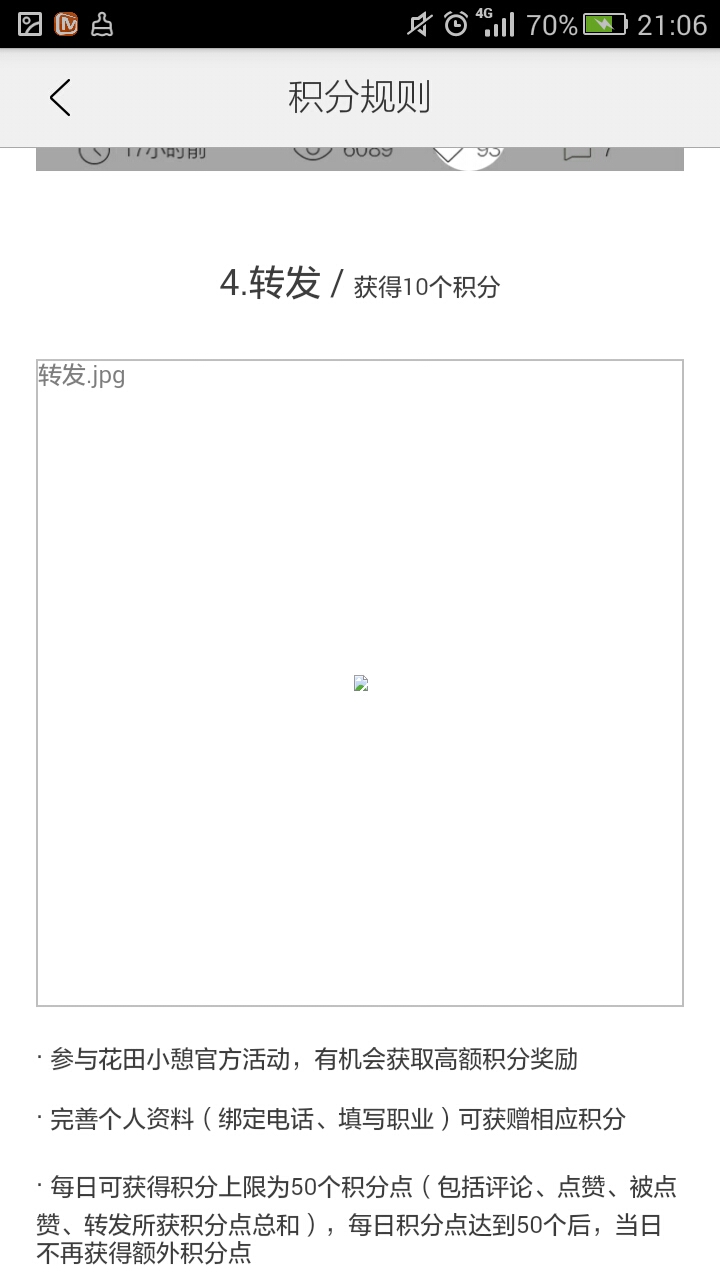 4G 70% 21:06
积分规则
17小时前 6089 93 7
4.转发 / 获得10个积分
转发.jpg
· 参与花田小憩官方活动，有机会获取高额积分奖励
· 完善个人资料（绑定电话、填写职业）可获赠相应积分
· 每日可获得积分上限为50个积分点（包括评论、点赞、被点
赞、转发所获积分点总和），每日积分点达到50个后，当日
不再获得额外积分点